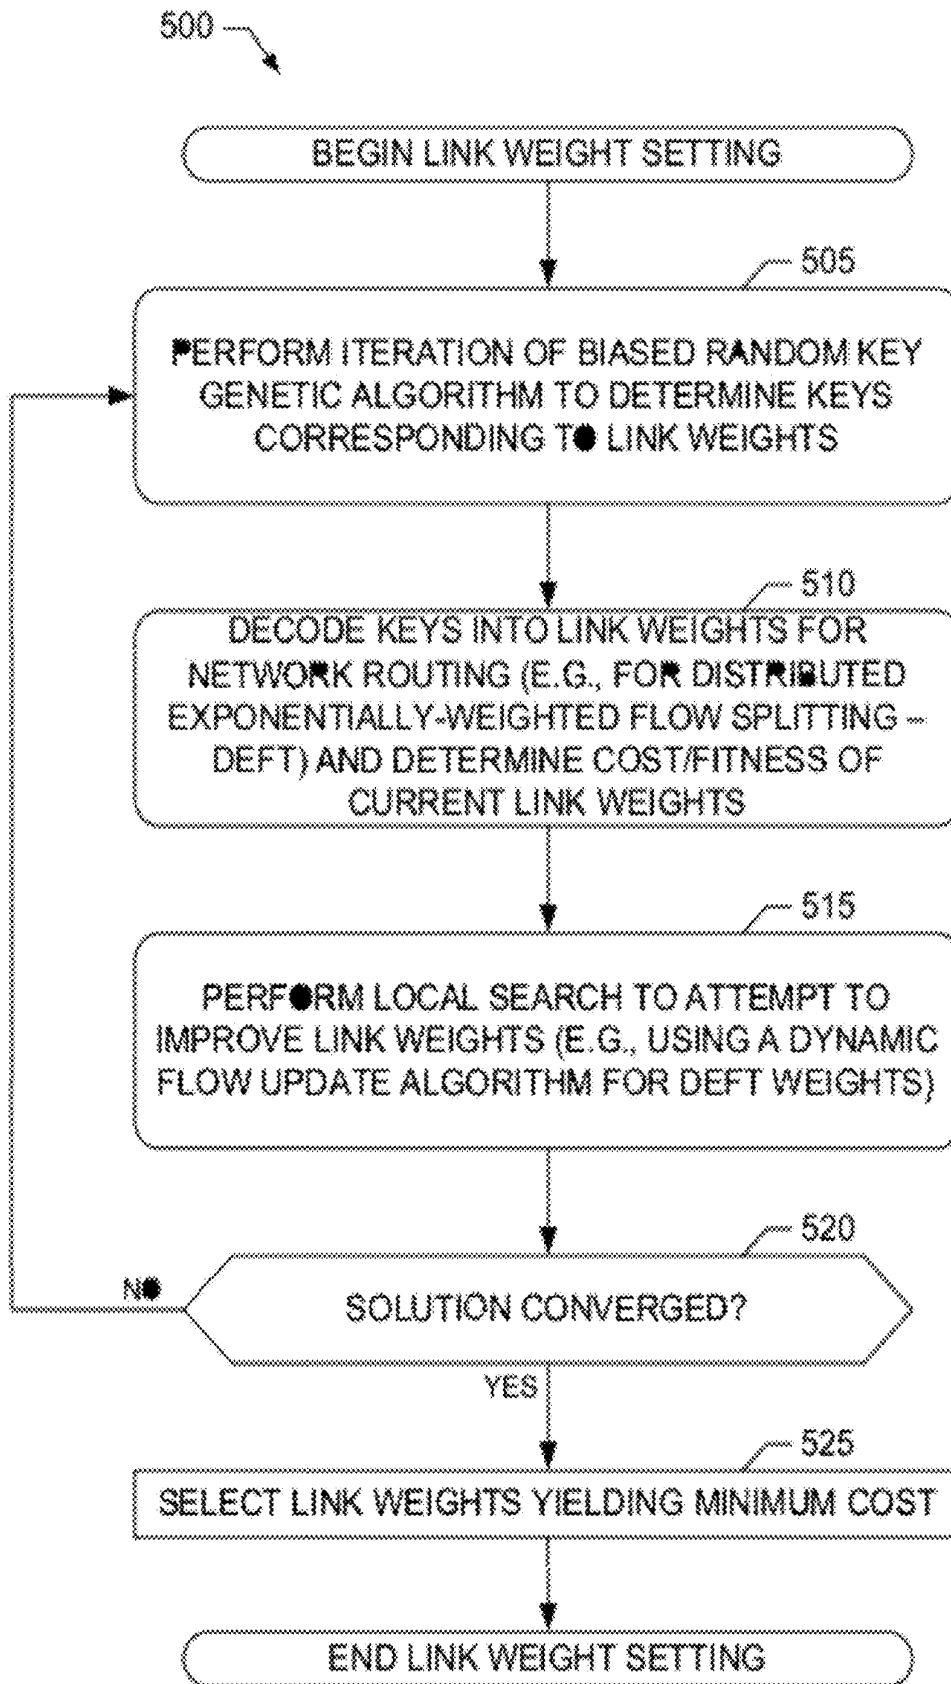 500
BEGIN LINK WEIGHT SETTING
505
PERFORM ITERATION OF BIASED RANDOM KEY
GENETIC ALGORITHM TO DETERMINE KEYS
CORRESPONDING TO LINK WEIGHTS
510
DECODE KEYS INTO LINK WEIGHTS FOR
NETWORK ROUTING (E.G., FOR DISTRIBUTED
EXPONENTIALLY-WEIGHTED FLOW SPLITTING –
DEFT) AND DETERMINE COST/FITNESS OF
CURRENT LINK WEIGHTS
515
PERFORM LOCAL SEARCH TO ATTEMPT TO
IMPROVE LINK WEIGHTS (E.G., USING A DYNAMIC
FLOW UPDATE ALGORITHM FOR DEFT WEIGHTS)
520
NO
SOLUTION CONVERGED?
YES
525
SELECT LINK WEIGHTS YIELDING MINIMUM COST
END LINK WEIGHT SETTING